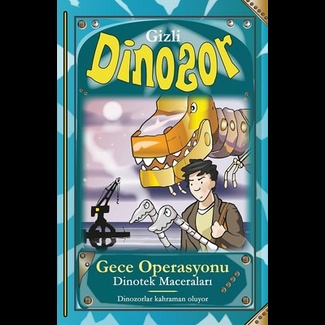 Gizli
Dinozor
Gece Operasyonu
Dinotek Maceraları
Dinozorlar kahraman oluyor